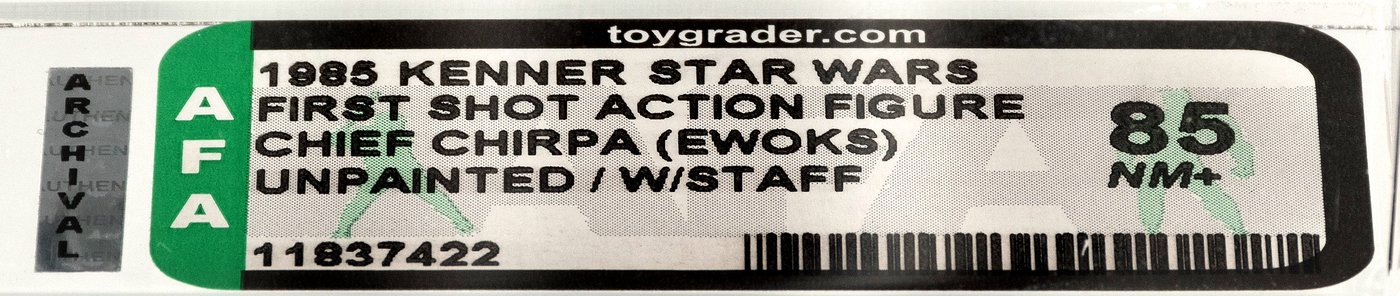 toygrader.com
ARCHIVAL
AFA
1985 KENNER STAR WARS
FIRST SHOT ACTION FIGURE
CHIEF CHIRPA (EWOKS)
UNPAINTED / W/STAFF
85
NM+
11837422